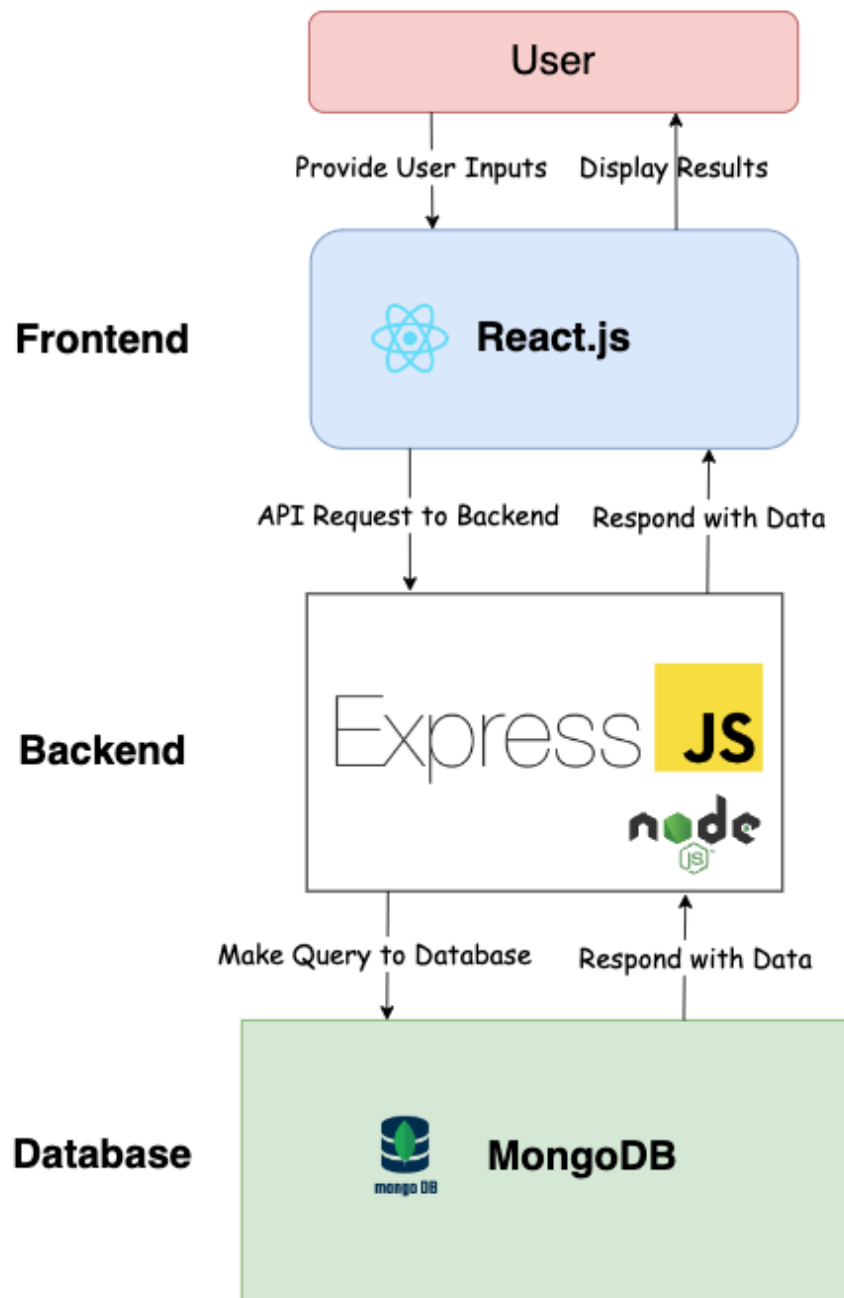 User
Provide User Inputs
Display Results
Frontend
React.js
API Request to Backend
Respond with Data
Backend
Express
JS
node
JS
Make Query to Database
Respond with Data
Database
mongo DB
MongoDB